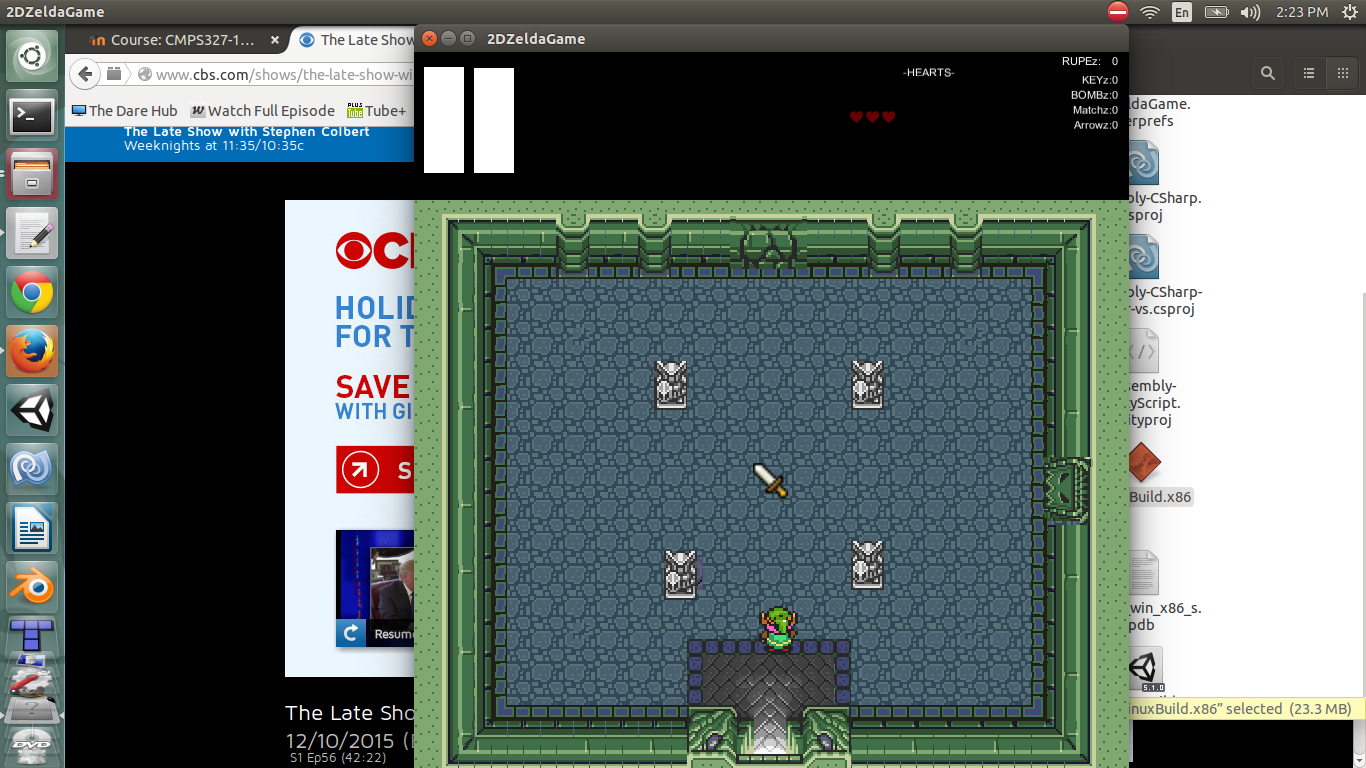 2DZeldaGame
En
2:23 PM
Course: CMPS327-1...
The Late Show
www.cbs.com/shows/the-late-show-wi
The Dare Hub
Watch Full Episode
Tube+
The Late Show with Stephen Colbert
Weeknights at 11:35/10:35c
HOLID
FOR T
SAVE
WITH GI
S
Resume
The Late Sho
12/10/2015
S1 Ep56 (42:22)
2DZeldaGame
-HEARTS-
RUPEz: 0
KEYz:0
BOMBz:0
Matchz:0
Arrowz:0
ldaGame.
erprefs
bly-CSharp.
sproj
bly-CSharp-
r-vs.csproj
sembly-
yScript.
ityproj
Build.x86
win_x86_s.
pdb
5.1.0
nuxBuild.x86" selected (23.3 MB)
DVD